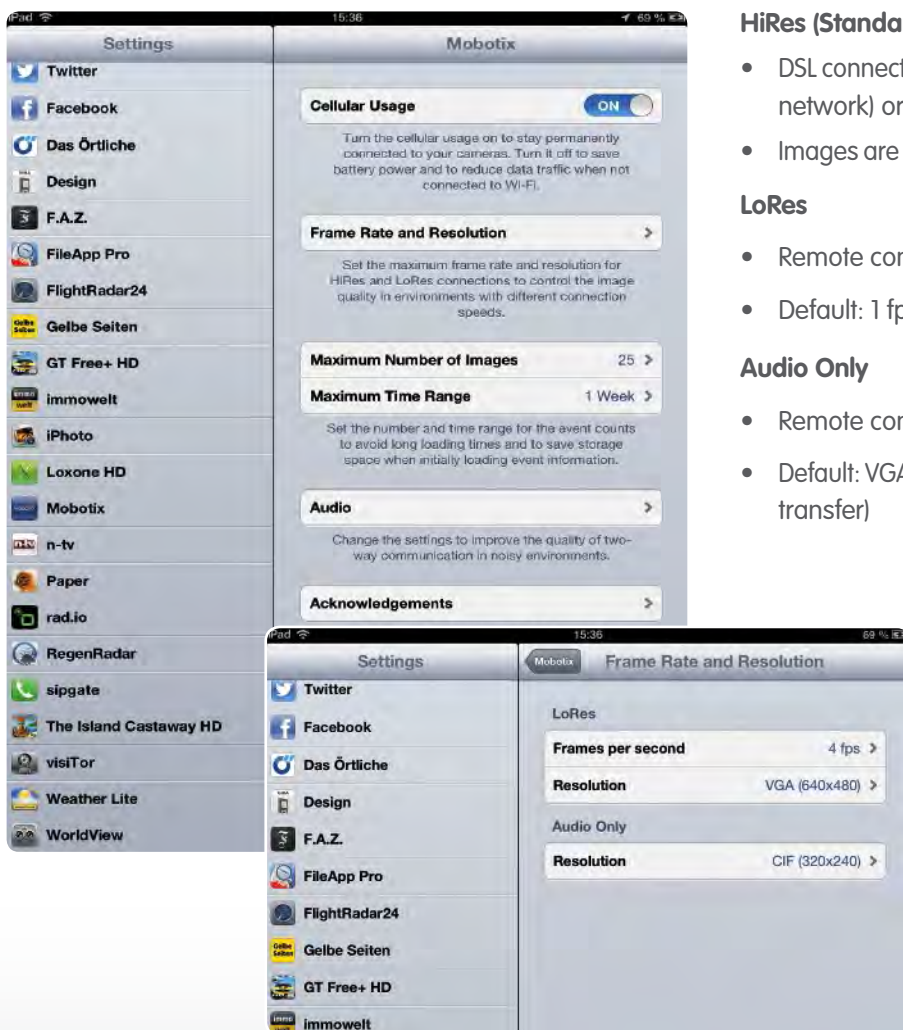 iPad 15:36 69 %
Settings
Mobotix
Twitter
Facebook
Das Örtliche
Design
F.A.Z.
FileApp Pro
FlightRadar24
Gelbe Seiten
GT Free+ HD
immowelt
iPhoto
Loxone HD
Mobotix
n-tv
Paper
rad.io
RegenRadar
sipgate
The Island Castaway HD
visiTor
Weather Lite
WorldView
Cellular Usage ON
Turn the cellular usage on to stay permanently
connected to your cameras. Turn it off to save
battery power and to reduce data traffic when not
connected to Wi-Fi.
Frame Rate and Resolution
Set the maximum frame rate and resolution for
HiRes and LoRes connections to control the image
quality in environments with different connection
speeds.
Maximum Number of Images 25
Maximum Time Range 1 Week
Set the number and time range for the event counts
to avoid long loading times and to save storage
space when initially loading event information.
Audio
Change the settings to improve the quality of two-
way communication in noisy environments.
Acknowledgements
HiRes (Standa
• DSL connect
network) or
• Images are
LoRes
• Remote con
• Default: 1 fp
Audio Only
• Remote con
• Default: VGA
transfer)
iPad 15:36 69 %
Settings
Mobotix Frame Rate and Resolution
Twitter
Facebook
Das Örtliche
Design
F.A.Z.
FileApp Pro
FlightRadar24
Gelbe Seiten
GT Free+ HD
immowelt
LoRes
Frames per second 4 fps
Resolution VGA (640x480)
Audio Only
Resolution CIF (320x240)